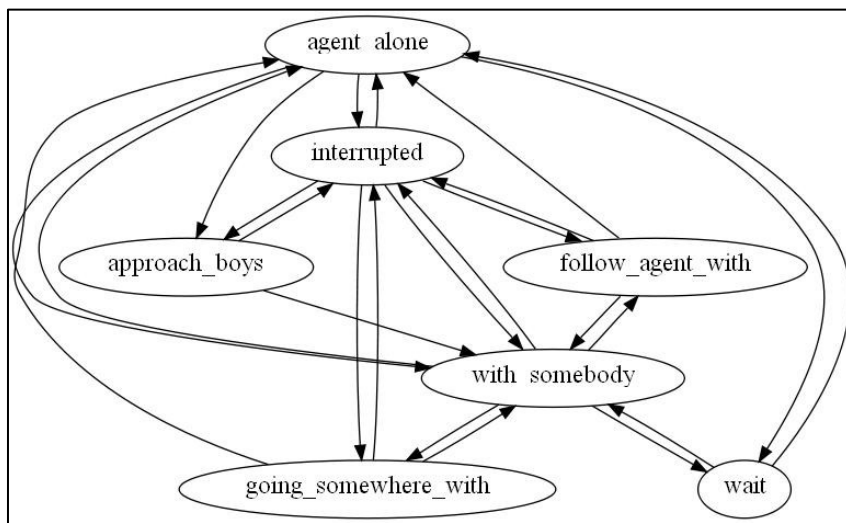 agent alone
interrupted
approach_boys
follow_agent_with
with somebody
going_somewhere_with
wait